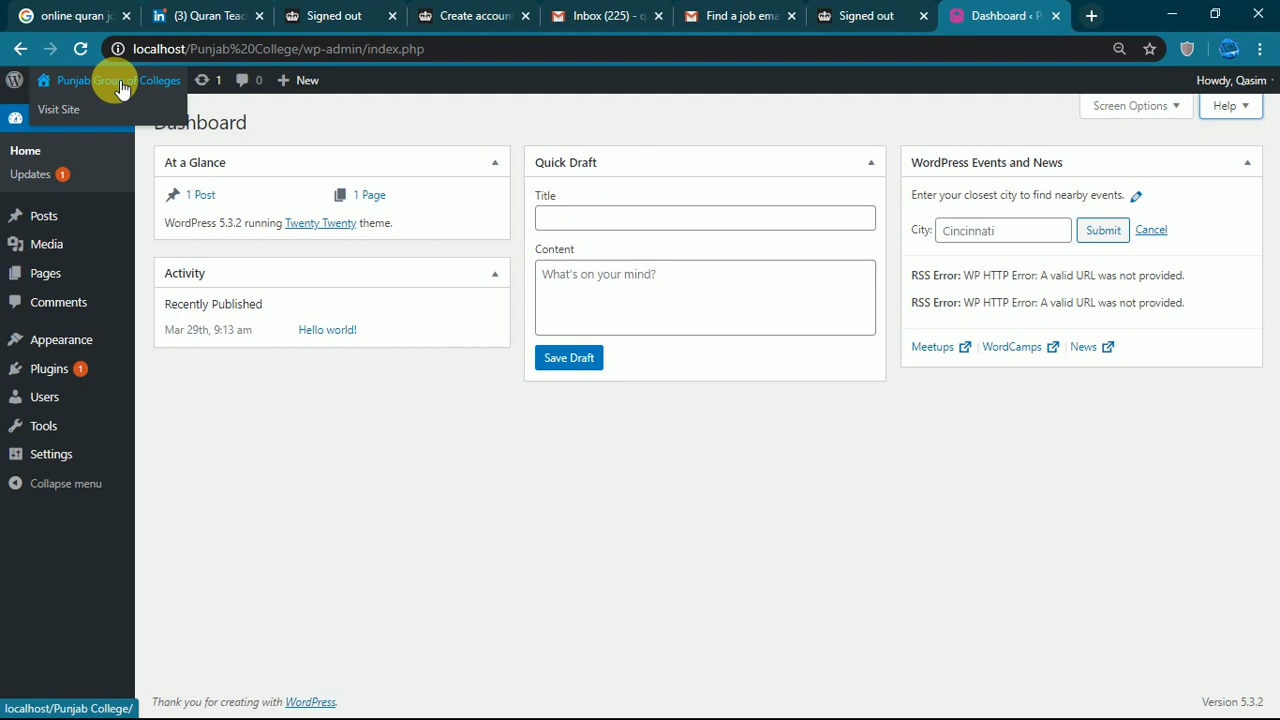 online quran jo
(3) Quran Teac
Signed out
Create accoun
Inbox (225) - q
Find a job ema
Signed out
Dashboard ‹ P
localhost/Punjab%20College/wp-admin/index.php
Punjab Group of Colleges
1
0
New
Howdy, Qasim
Visit Site
Screen Options
Help
Dashboard
Home
Updates 1
Posts
Media
Pages
Comments
Appearance
Plugins 1
Users
Tools
Settings
Collapse menu
At a Glance
1 Post
1 Page
WordPress 5.3.2 running Twenty Twenty theme.
Activity
Recently Published
Mar 29th, 9:13 am
Hello world!
Quick Draft
Title
Content
What's on your mind?
Save Draft
WordPress Events and News
Enter your closest city to find nearby events.
City: Cincinnati Submit Cancel
RSS Error: WP HTTP Error: A valid URL was not provided.
RSS Error: WP HTTP Error: A valid URL was not provided.
Meetups | WordCamps | News
Thank you for creating with WordPress.
Version 5.3.2
localhost/Punjab College/